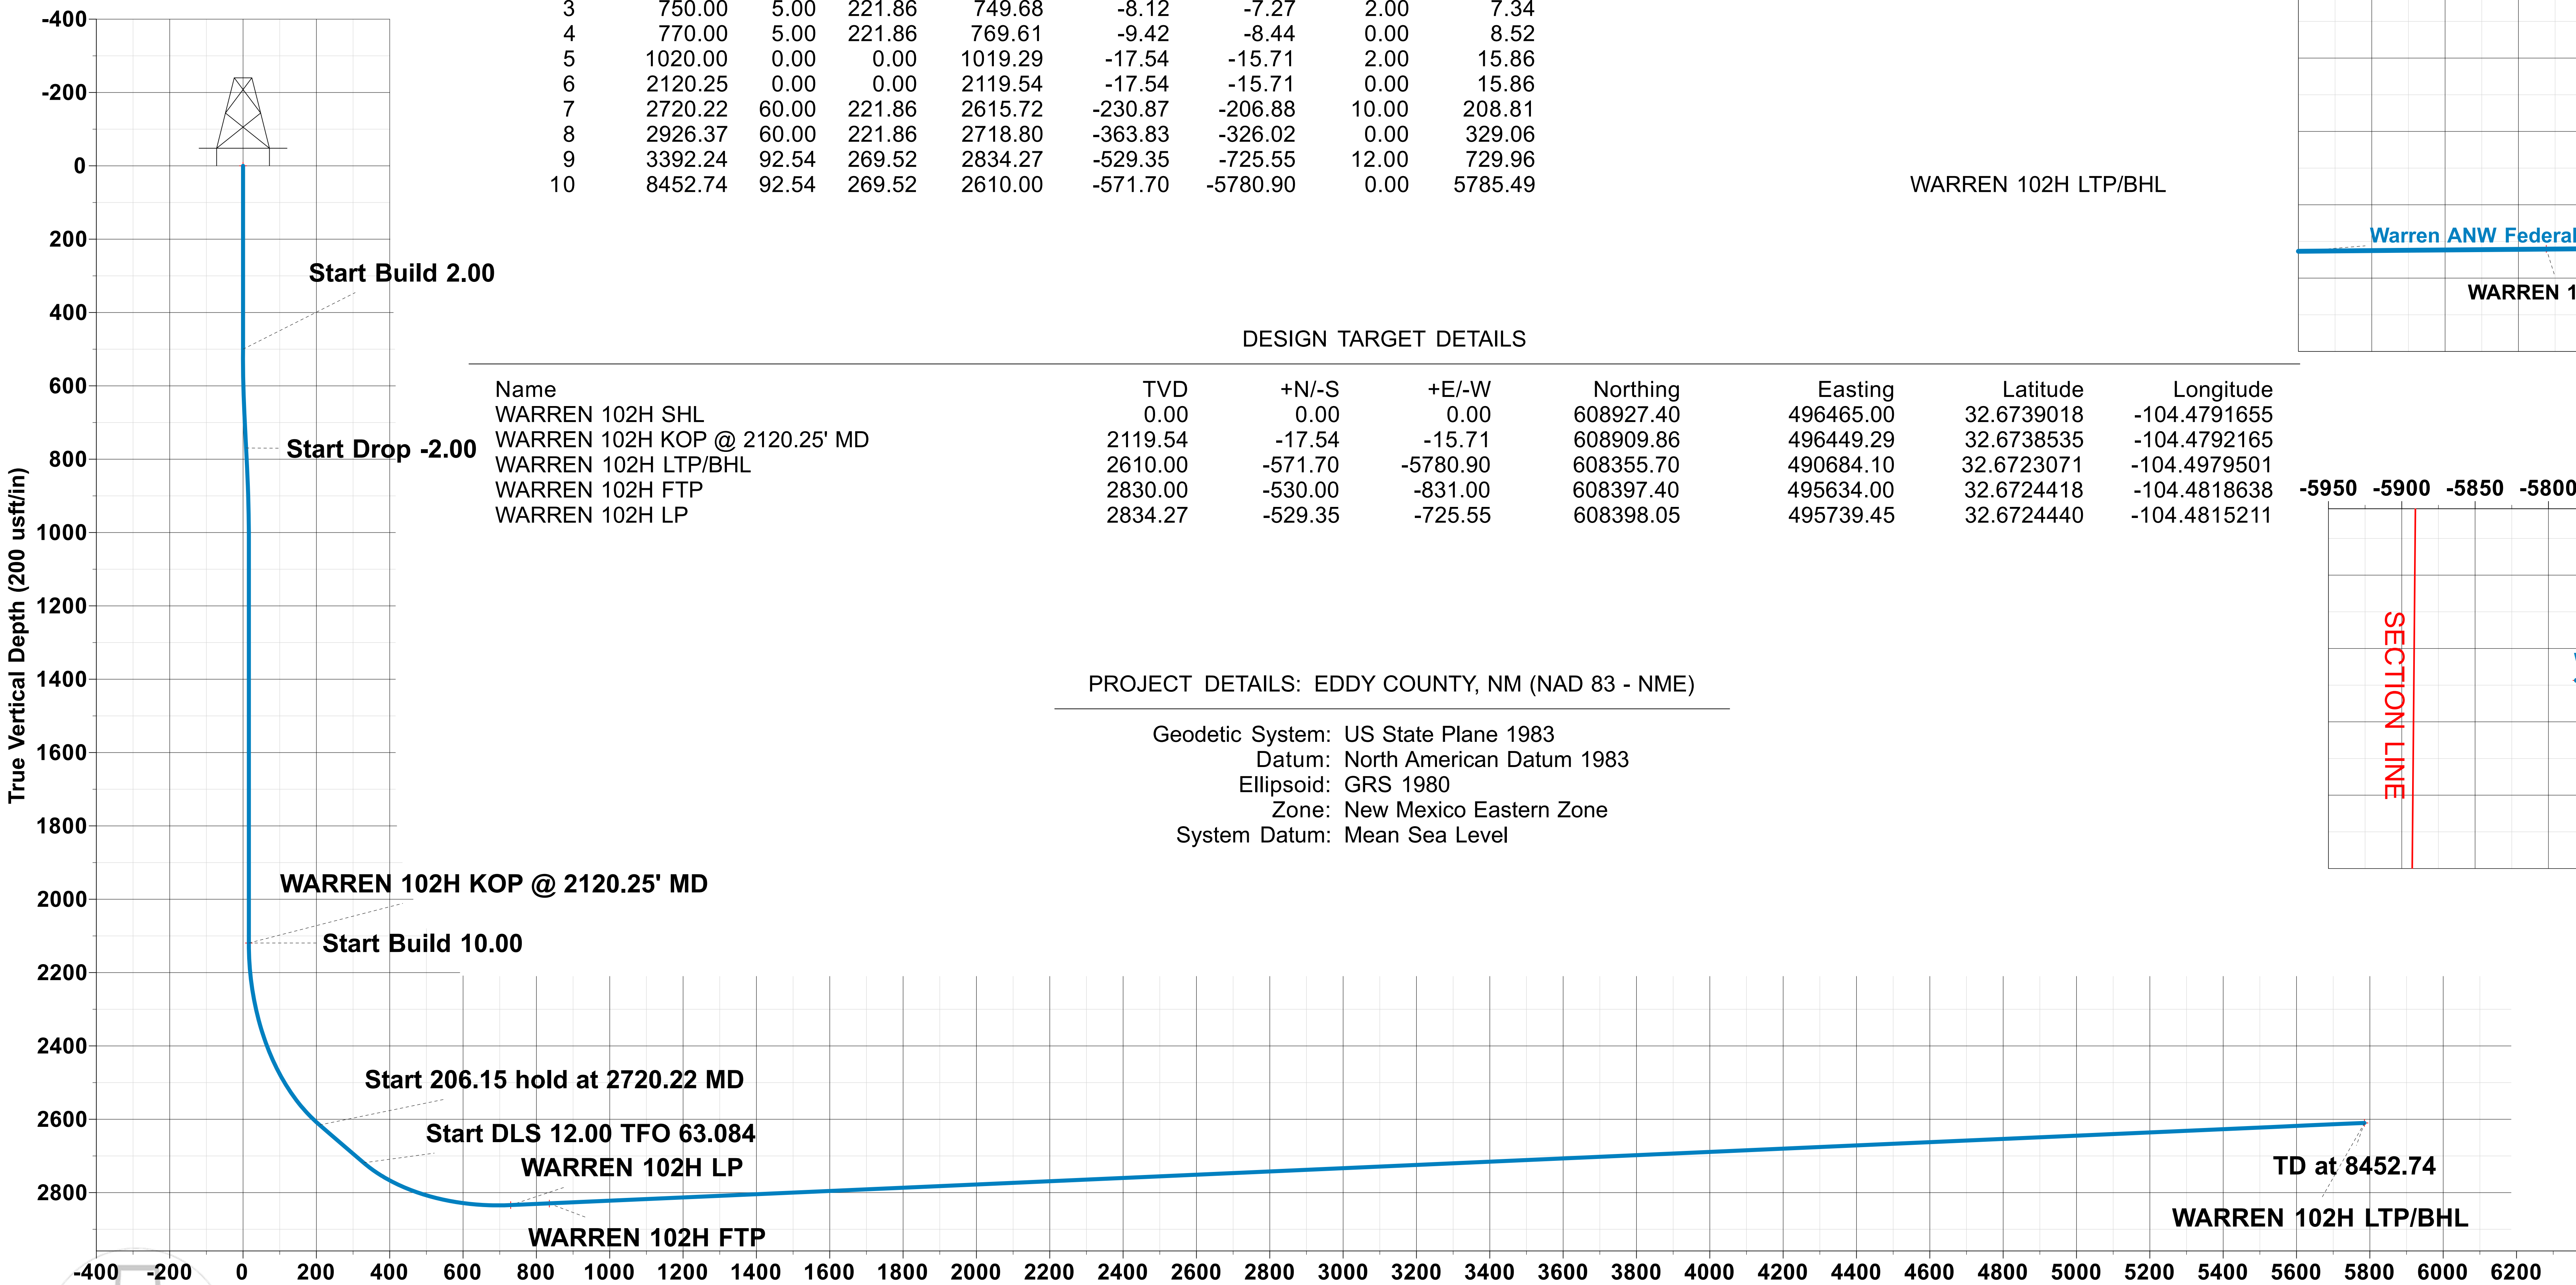 3 750.00 5.00 221.86 749.68 -8.12 -7.27 2.00 7.34
4 770.00 5.00 221.86 769.61 -9.42 -8.44 0.00 8.52
5 1020.00 0.00 0.00 1019.29 -17.54 -15.71 2.00 15.86
6 2120.25 0.00 0.00 2119.54 -17.54 -15.71 0.00 15.86
7 2720.22 60.00 221.86 2615.72 -230.87 -206.88 10.00 208.81
8 2926.37 60.00 221.86 2718.80 -363.83 -326.02 0.00 329.06
9 3392.24 92.54 269.52 2834.27 -529.35 -725.55 12.00 729.96
10 8452.74 92.54 269.52 2610.00 -571.70 -5780.90 0.00 5785.49 WARREN 102H LTP/BHL
Warren ANW Federal
WARREN 1
DESIGN TARGET DETAILS
Name TVD +N/-S +E/-W Northing Easting Latitude Longitude
WARREN 102H SHL 0.00 0.00 0.00 608927.40 496465.00 32.6739018 -104.4791655
WARREN 102H KOP @ 2120.25' MD 2119.54 -17.54 -15.71 608909.86 496449.29 32.6738535 -104.4792165
WARREN 102H LTP/BHL 2610.00 -571.70 -5780.90 608355.70 490684.10 32.6723071 -104.4979501
WARREN 102H FTP 2830.00 -530.00 -831.00 608397.40 495634.00 32.6724418 -104.4818638
WARREN 102H LP 2834.27 -529.35 -725.55 608398.05 495739.45 32.6724440 -104.4815211
-5950 -5900 -5850 -5800
SECTION LINE
PROJECT DETAILS: EDDY COUNTY, NM (NAD 83 - NME)
Geodetic System: US State Plane 1983
Datum: North American Datum 1983
Ellipsoid: GRS 1980
Zone: New Mexico Eastern Zone
System Datum: Mean Sea Level
True Vertical Depth (200 usft/in)
-400
-200
0
200
400
600
800
1000
1200
1400
1600
1800
2000
2200
2400
2600
2800
Start Build 2.00
Start Drop -2.00
WARREN 102H KOP @ 2120.25' MD
Start Build 10.00
Start 206.15 hold at 2720.22 MD
Start DLS 12.00 TFO 63.084
WARREN 102H LP
WARREN 102H FTP
TD at 8452.74
WARREN 102H LTP/BHL
-400 -200 0 200 400 600 800 1000 1200 1400 1600 1800 2000 2200 2400 2600 2800 3000 3200 3400 3600 3800 4000 4200 4400 4600 4800 5000 5200 5400 5600 5800 6000 6200